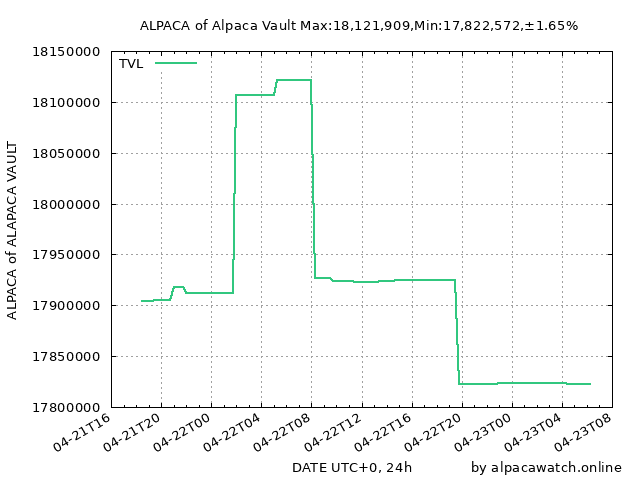 ALPACA of Alpaca Vault Max:18,121,909,Min:17,822,572,±1.65%
TVL
18150000
18100000
18050000
18000000
17950000
17900000
17850000
17800000
ALPACA of ALAPACA VAULT
04-21T16
04-21T20
04-22T00
04-22T04
04-22T08
04-22T12
04-22T16
04-22T20
04-23T00
04-23T04
04-23T08
DATE UTC+0, 24h
by alpacawatch.online